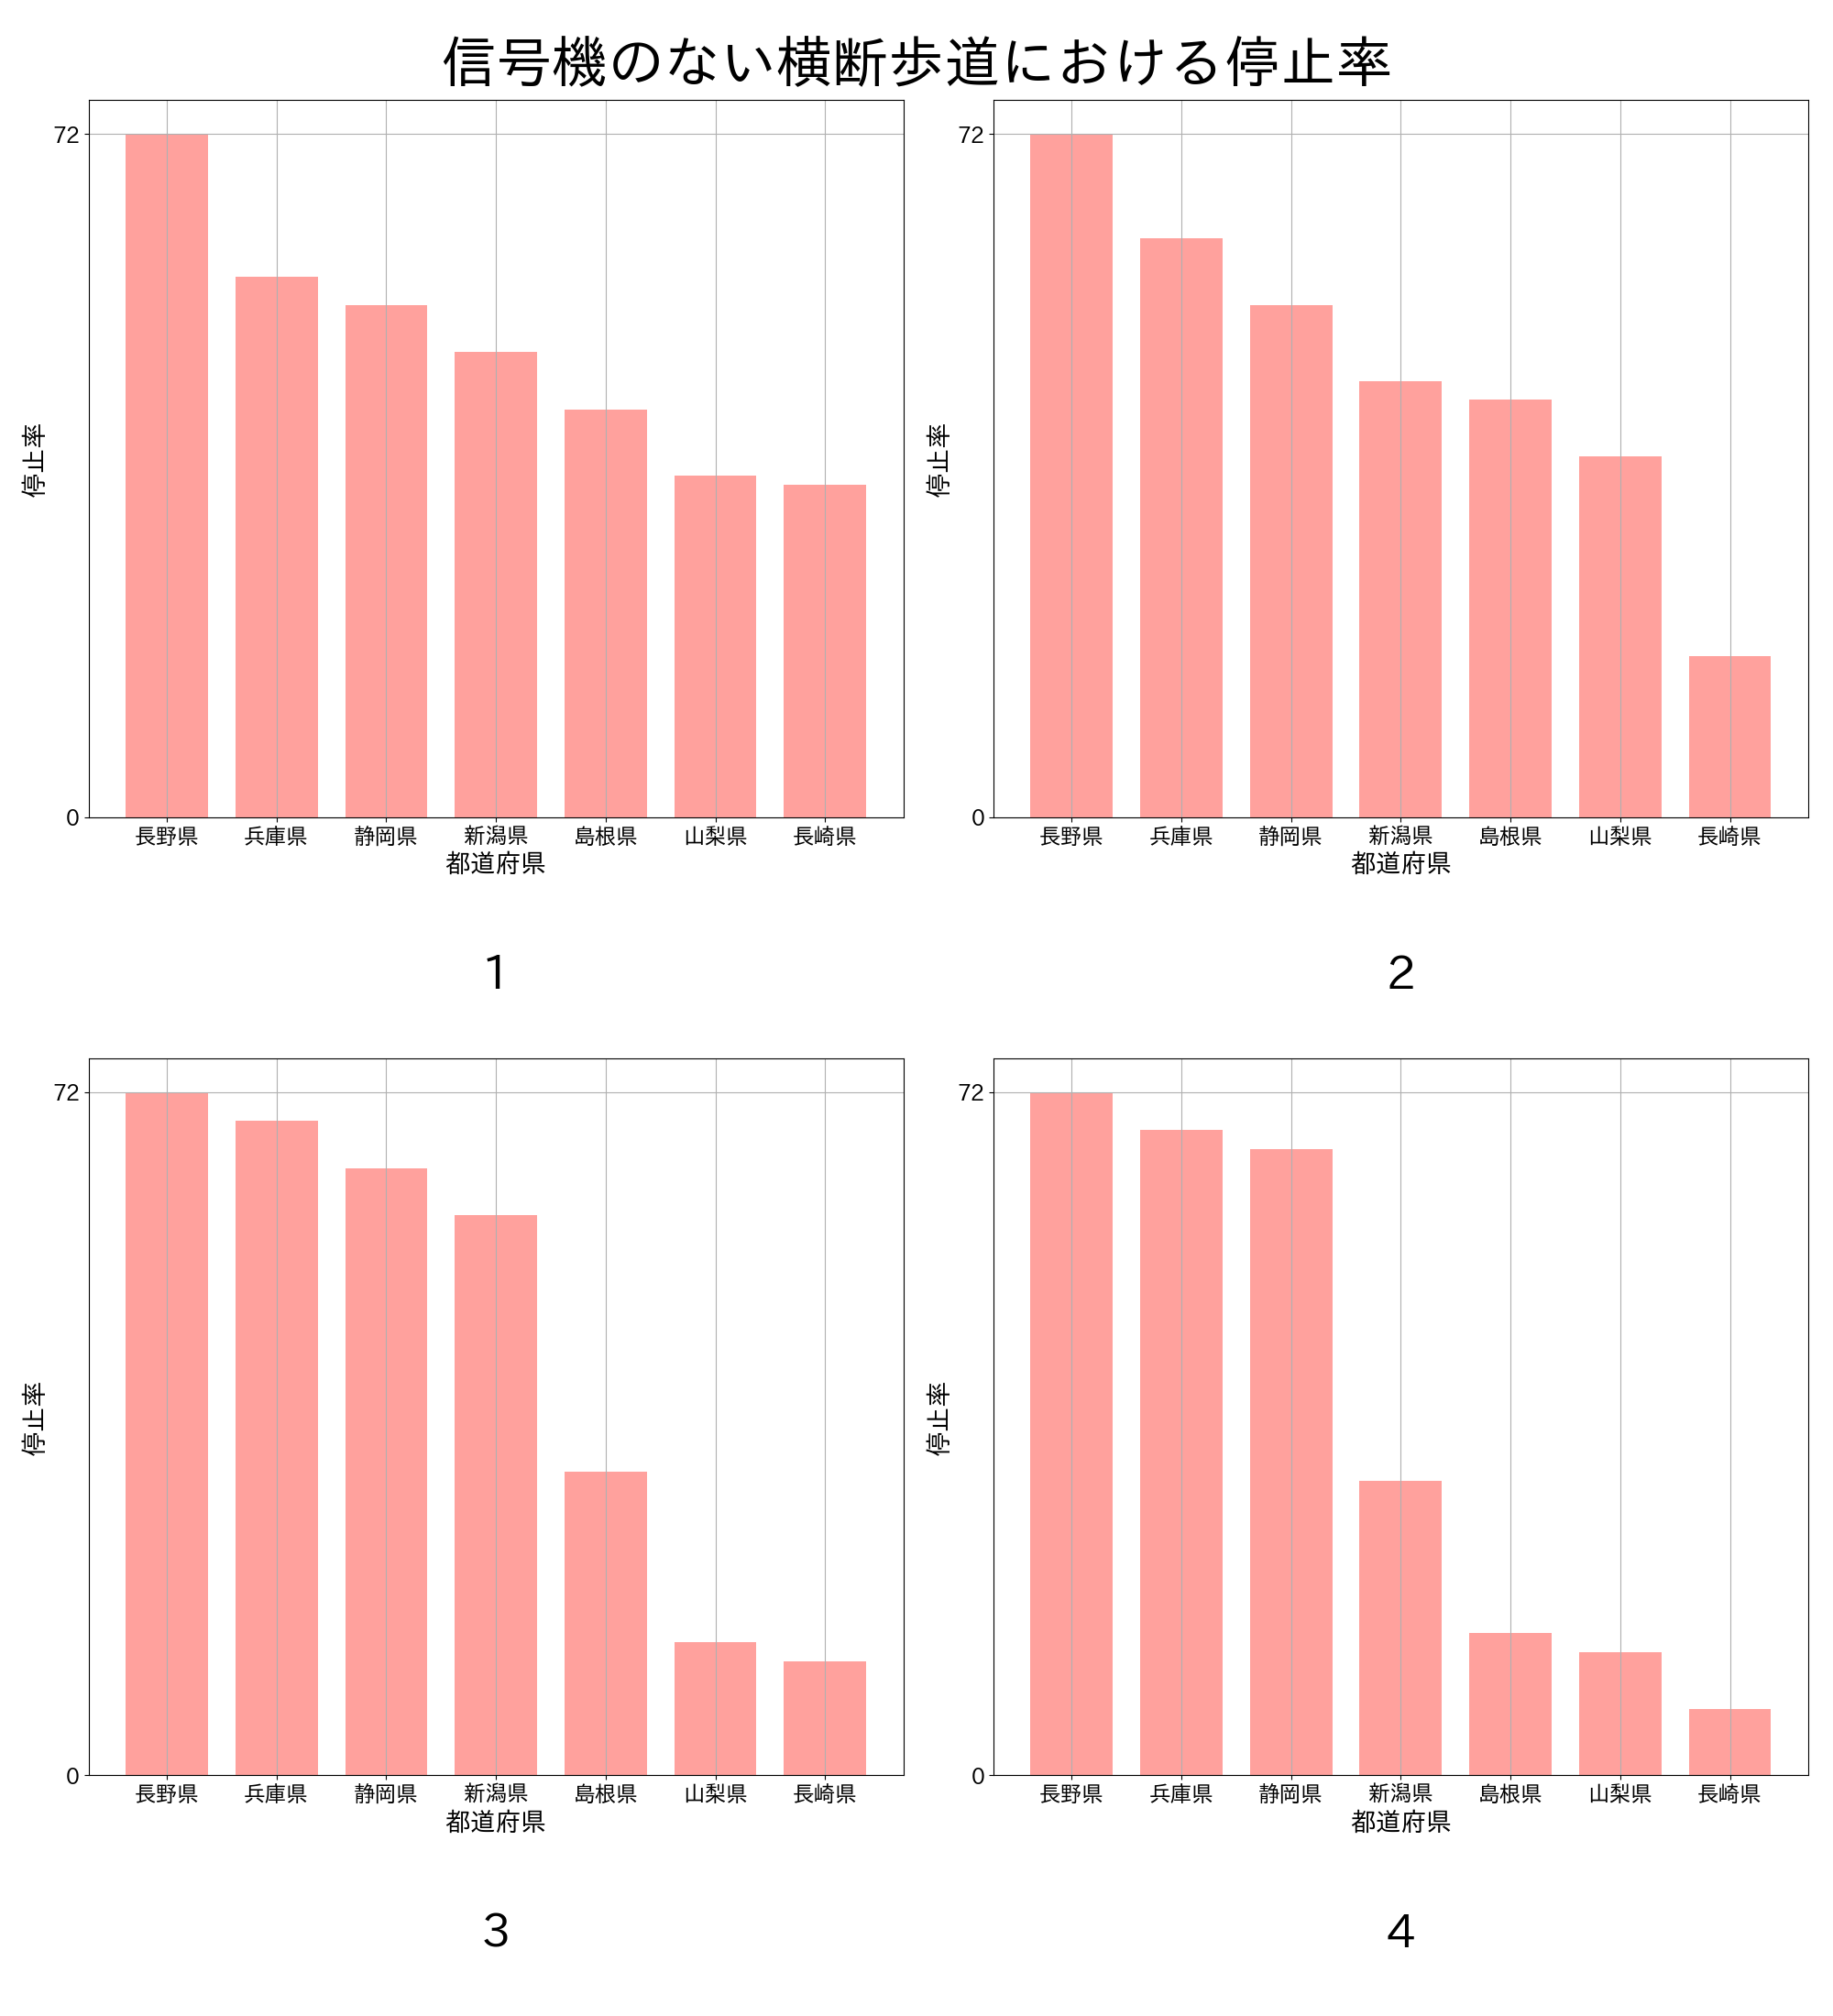 信号機のない横断歩道における停止率
72
0
停止率
長野県 兵庫県 静岡県 新潟県 島根県 山梨県 長崎県
都道府県
1
72
0
停止率
長野県 兵庫県 静岡県 新潟県 島根県 山梨県 長崎県
都道府県
2
72
0
停止率
長野県 兵庫県 静岡県 新潟県 島根県 山梨県 長崎県
都道府県
3
72
0
停止率
長野県 兵庫県 静岡県 新潟県 島根県 山梨県 長崎県
都道府県
4